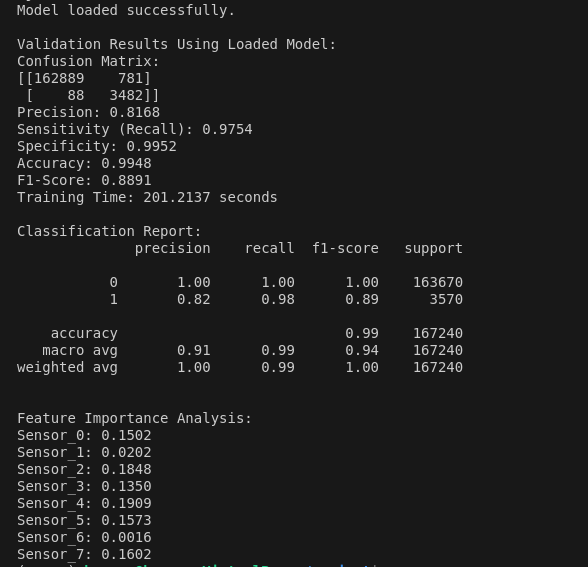 Model loaded successfully.
Validation Results Using Loaded Model:
Confusion Matrix:
[[162889    781]
 [    88   3482]]
Precision: 0.8168
Sensitivity (Recall): 0.9754
Specificity: 0.9952
Accuracy: 0.9948
F1-Score: 0.8891
Training Time: 201.2137 seconds
Classification Report:
              precision    recall  f1-score   support
           0       1.00      1.00      1.00    163670
           1       0.82      0.98      0.89      3570
    accuracy                           0.99    167240
   macro avg       0.91      0.99      0.94    167240
weighted avg       1.00      0.99      1.00    167240
Feature Importance Analysis:
Sensor_0: 0.1502
Sensor_1: 0.0202
Sensor_2: 0.1848
Sensor_3: 0.1350
Sensor_4: 0.1909
Sensor_5: 0.1573
Sensor_6: 0.0016
Sensor_7: 0.1602